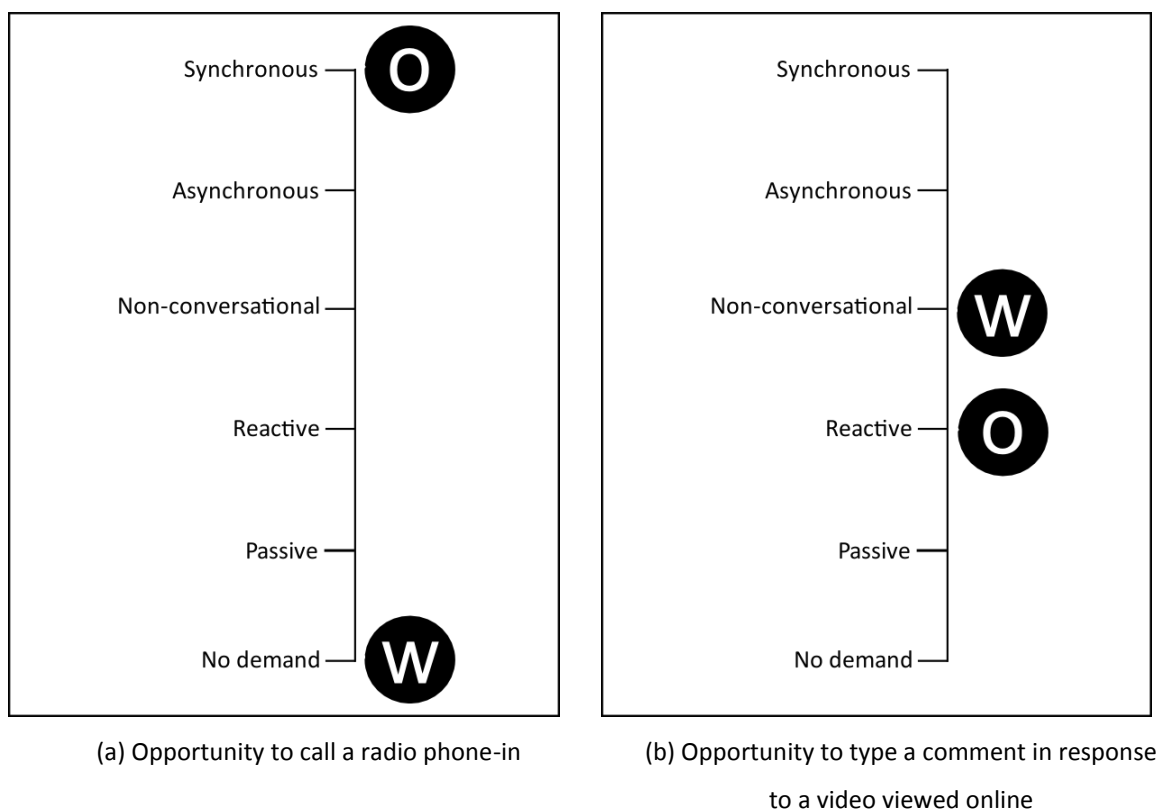 Synchronous
O
Asynchronous
Non-conversational
Reactive
Passive
No demand
W
(a) Opportunity to call a radio phone-in
Synchronous
Asynchronous
Non-conversational
W
Reactive
O
Passive
No demand
(b) Opportunity to type a comment in response
to a video viewed online